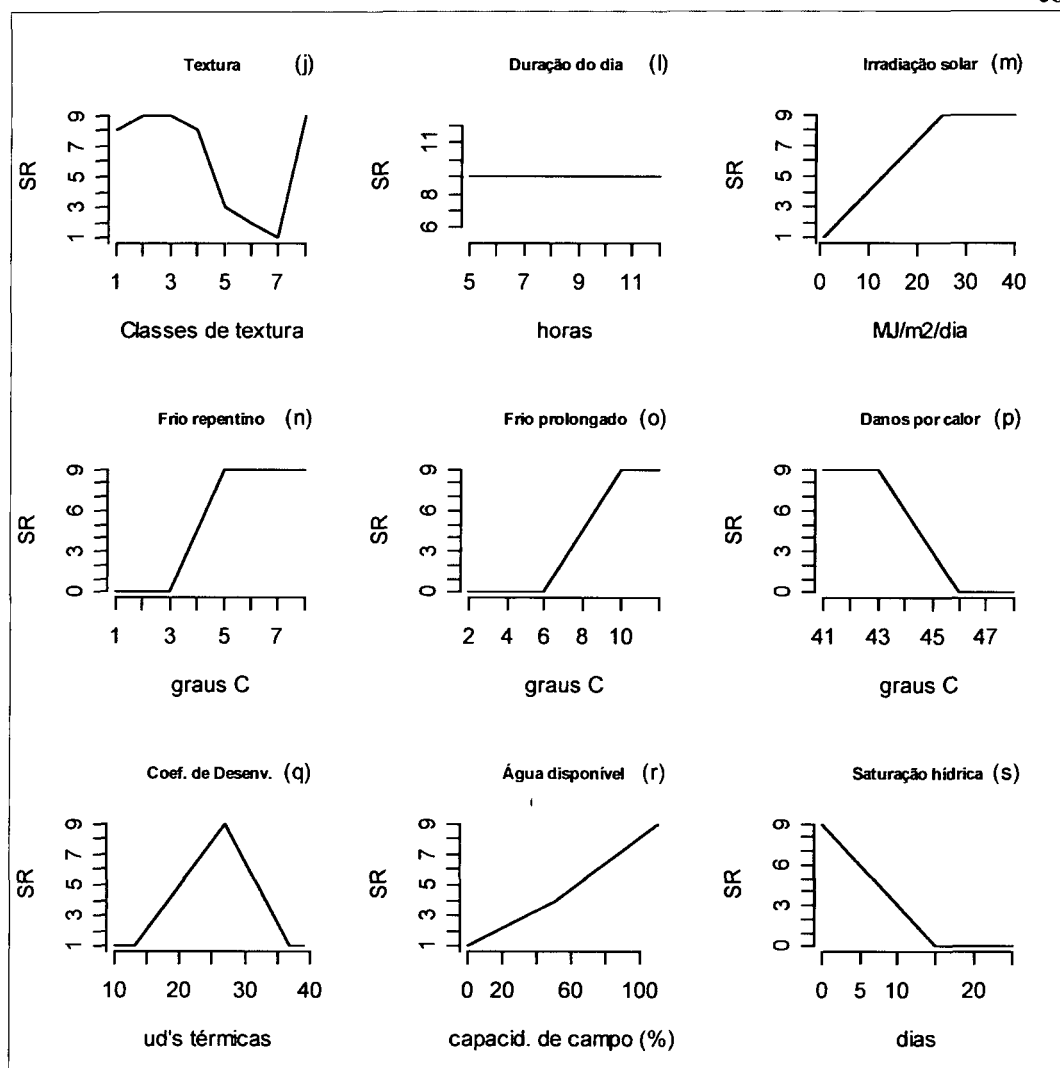 Textura (j)
SR
9
7
5
3
1
1 3 5 7
Classes de textura
Duração do dia (l)
SR
11
9
8
6
5 7 9 11
horas
Irradiação solar (m)
SR
9
7
5
3
1
0 10 20 30 40
MJ/m2/dia
Frio repentino (n)
SR
9
6
3
0
1 3 5 7
graus C
Frio prolongado (o)
SR
9
6
3
0
2 4 6 8 10
graus C
Danos por calor (p)
SR
9
6
3
0
41 43 45 47
graus C
Coef. de Desenv. (q)
SR
9
7
5
3
1
10 20 30 40
ud's térmicas
Água disponível (r)
SR
9
7
5
3
1
0 20 60 100
capacid. de campo (%)
Saturação hídrica (s)
SR
9
6
3
0
0 5 10 20
dias